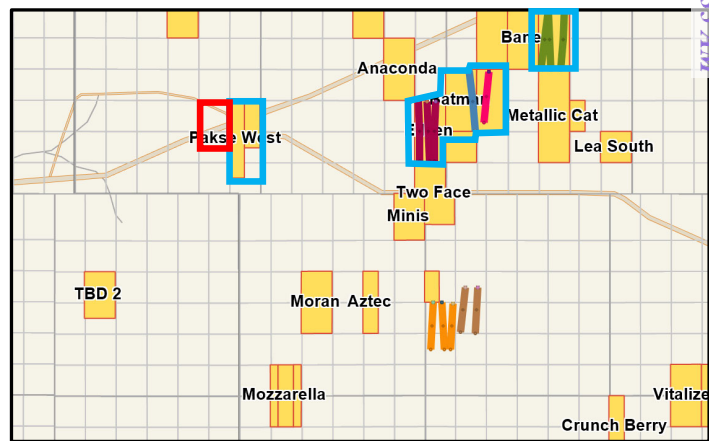 Bane
Anaconda
Batman
Metallic Cat
Pakse West
Lea South
Two Face
Minis
TBD 2
Moran
Aztec
Mozzarella
Vitalize
Crunch Berry